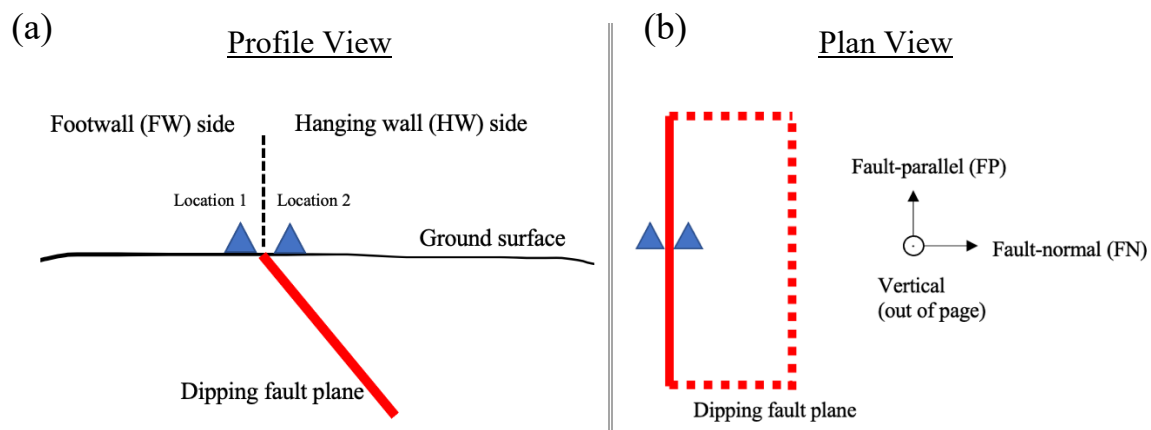 (a)
Profile View
Footwall (FW) side
Hanging wall (HW) side
Location 1
Location 2
Ground surface
Dipping fault plane
(b)
Plan View
Fault-parallel (FP)
Fault-normal (FN)
Vertical
(out of page)
Dipping fault plane